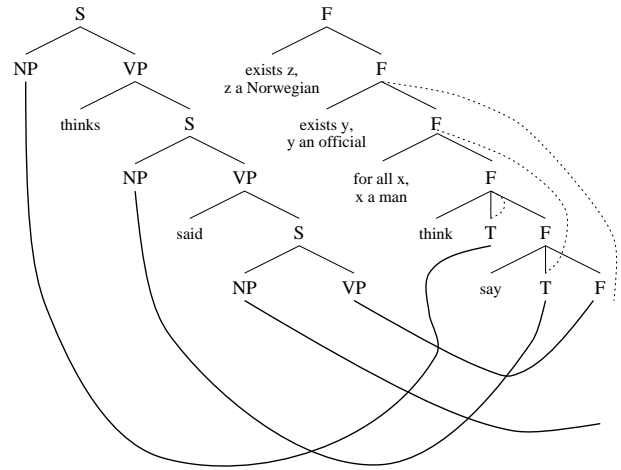 S F
NP VP exists z, F
z a Norwegian
thinks S exists y, F
y an official
NP VP for all x, F
x a man
said S think T F
NP VP say T F